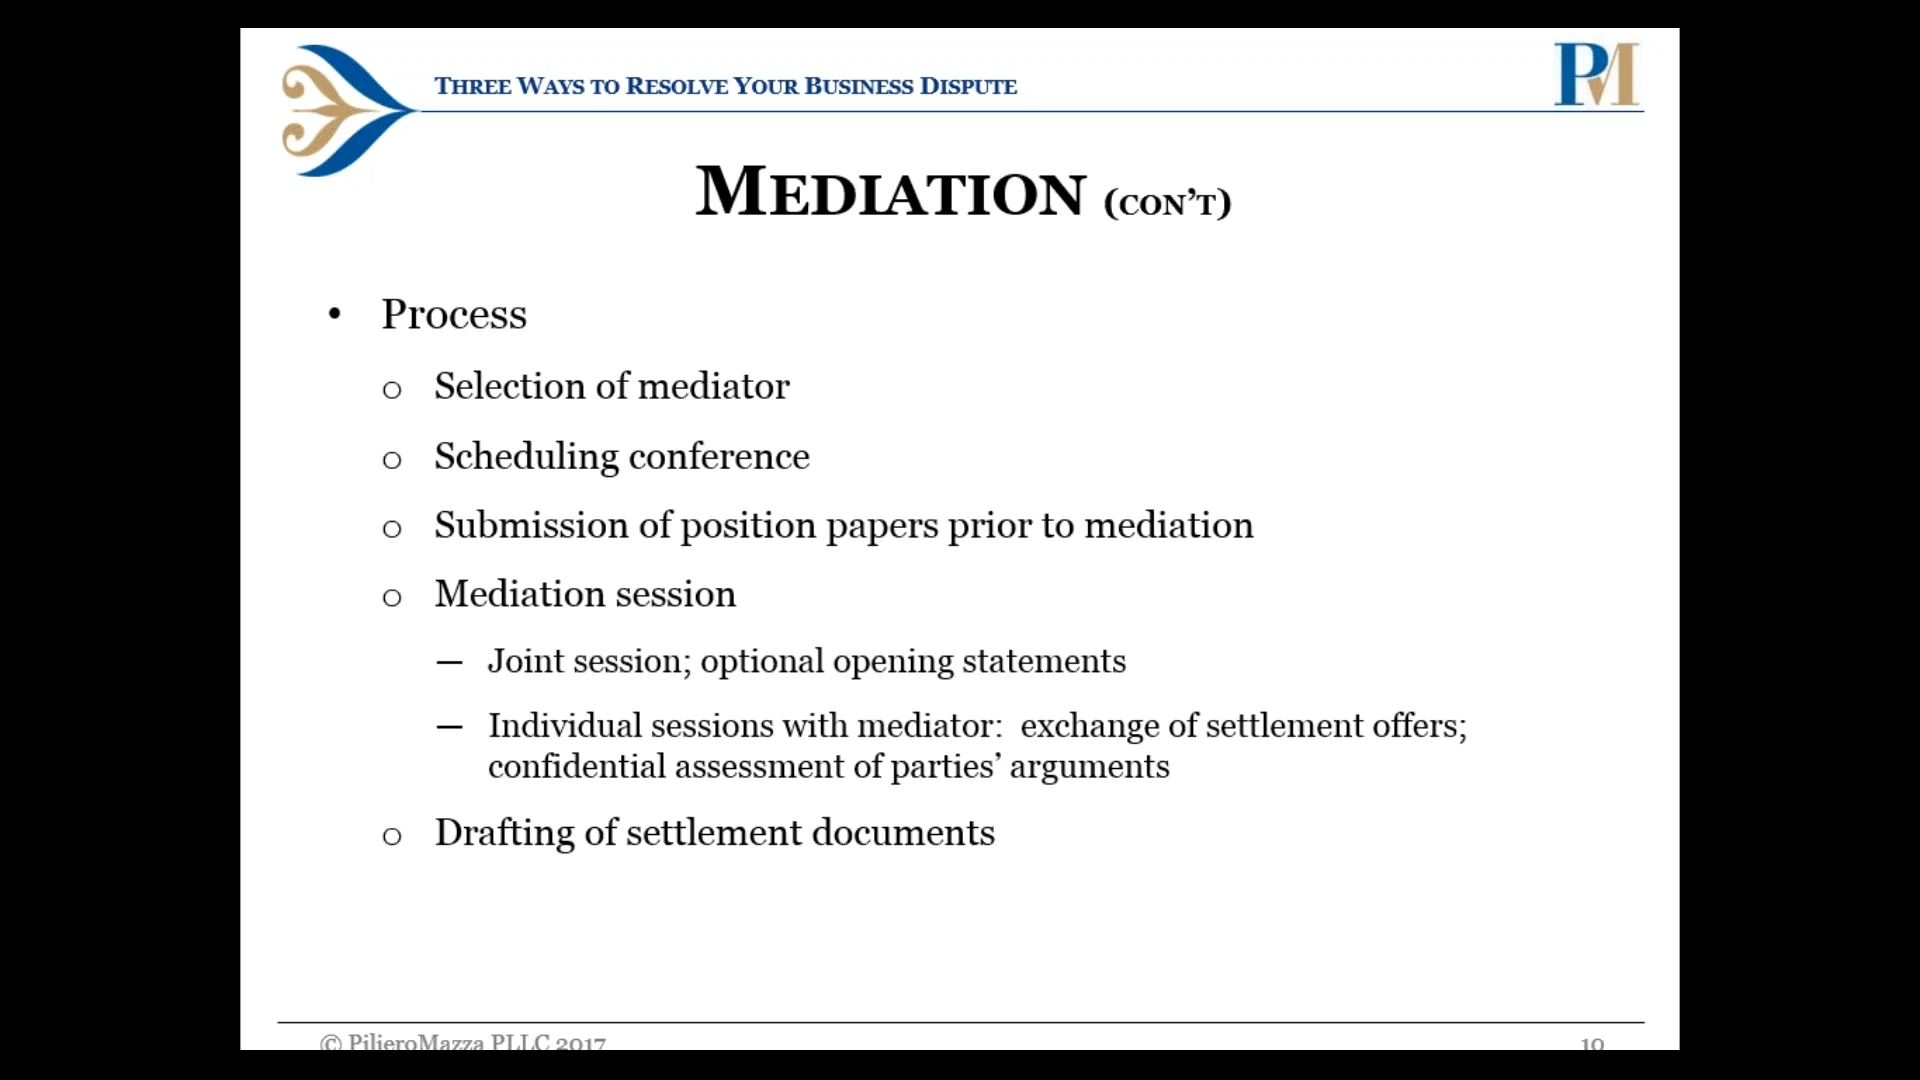 THREE WAYS TO RESOLVE YOUR BUSINESS DISPUTE
PM
MEDIATION (CON'T)
• Process
o Selection of mediator
o Scheduling conference
o Submission of position papers prior to mediation
o Mediation session
— Joint session; optional opening statements
— Individual sessions with mediator:  exchange of settlement offers;
confidential assessment of parties’ arguments
o Drafting of settlement documents
© PilieroMazza PLLC 2017
10